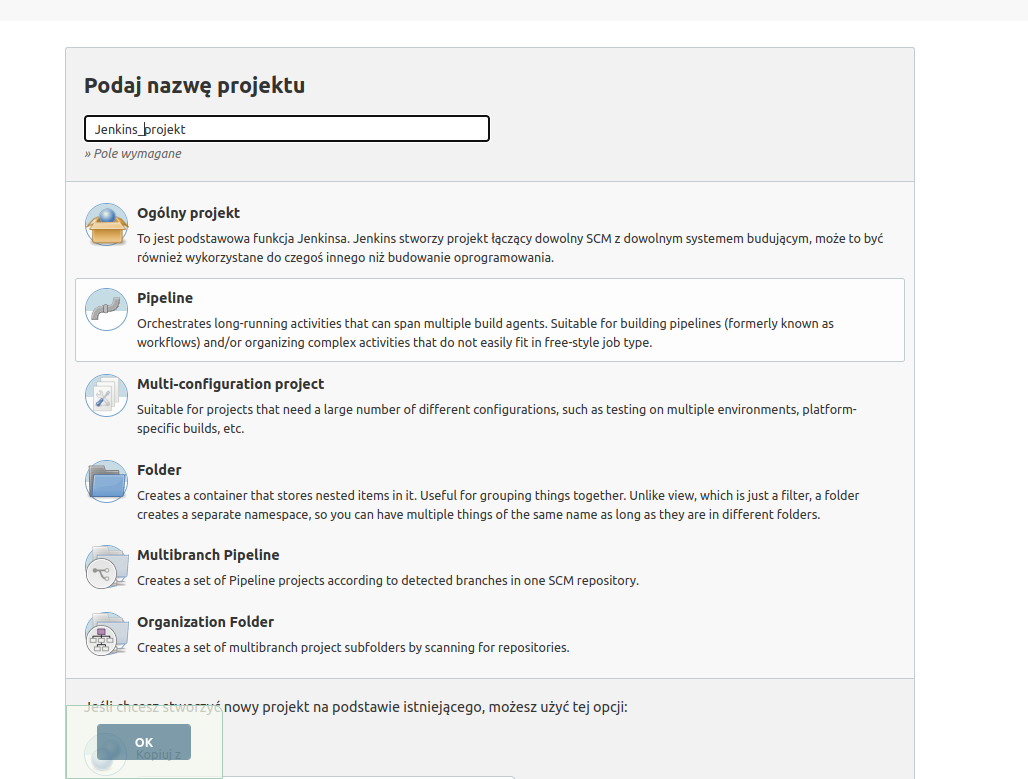 Podaj nazwę projektu
Jenkins_projekt
» Pole wymagane
Ogólny projekt
To jest podstawowa funkcja Jenkinsa. Jenkins stworzy projekt łączący dowolny SCM z dowolnym systemem budującym, może to być
również wykorzystane do czegoś innego niż budowanie oprogramowania.
Pipeline
Orchestrates long-running activities that can span multiple build agents. Suitable for building pipelines (formerly known as
workflows) and/or organizing complex activities that do not easily fit in free-style job type.
Multi-configuration project
Suitable for projects that need a large number of different configurations, such as testing on multiple environments, platform-
specific builds, etc.
Folder
Creates a container that stores nested items in it. Useful for grouping things together. Unlike view, which is just a filter, a folder
creates a separate namespace, so you can have multiple things of the same name as long as they are in different folders.
Multibranch Pipeline
Creates a set of Pipeline projects according to detected branches in one SCM repository.
Organization Folder
Creates a set of multibranch project subfolders by scanning for repositories.
Jeśli chcesz stworzyć nowy projekt na podstawie istniejącego, możesz użyć tej opcji:
OK
Kopiuj z